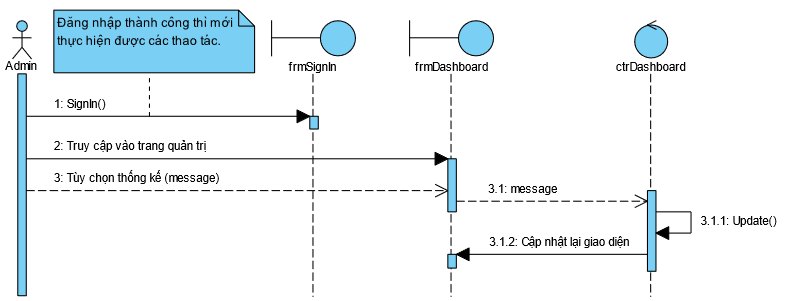 Đăng nhập thành công thì mới
thực hiện được các thao tác.
Admin
frmSignIn
frmDashboard
ctrDashboard
1: SignIn()
2: Truy cập vào trang quản trị
3: Tùy chọn thống kế (message)
3.1: message
3.1.1: Update()
3.1.2: Cập nhật lại giao diện